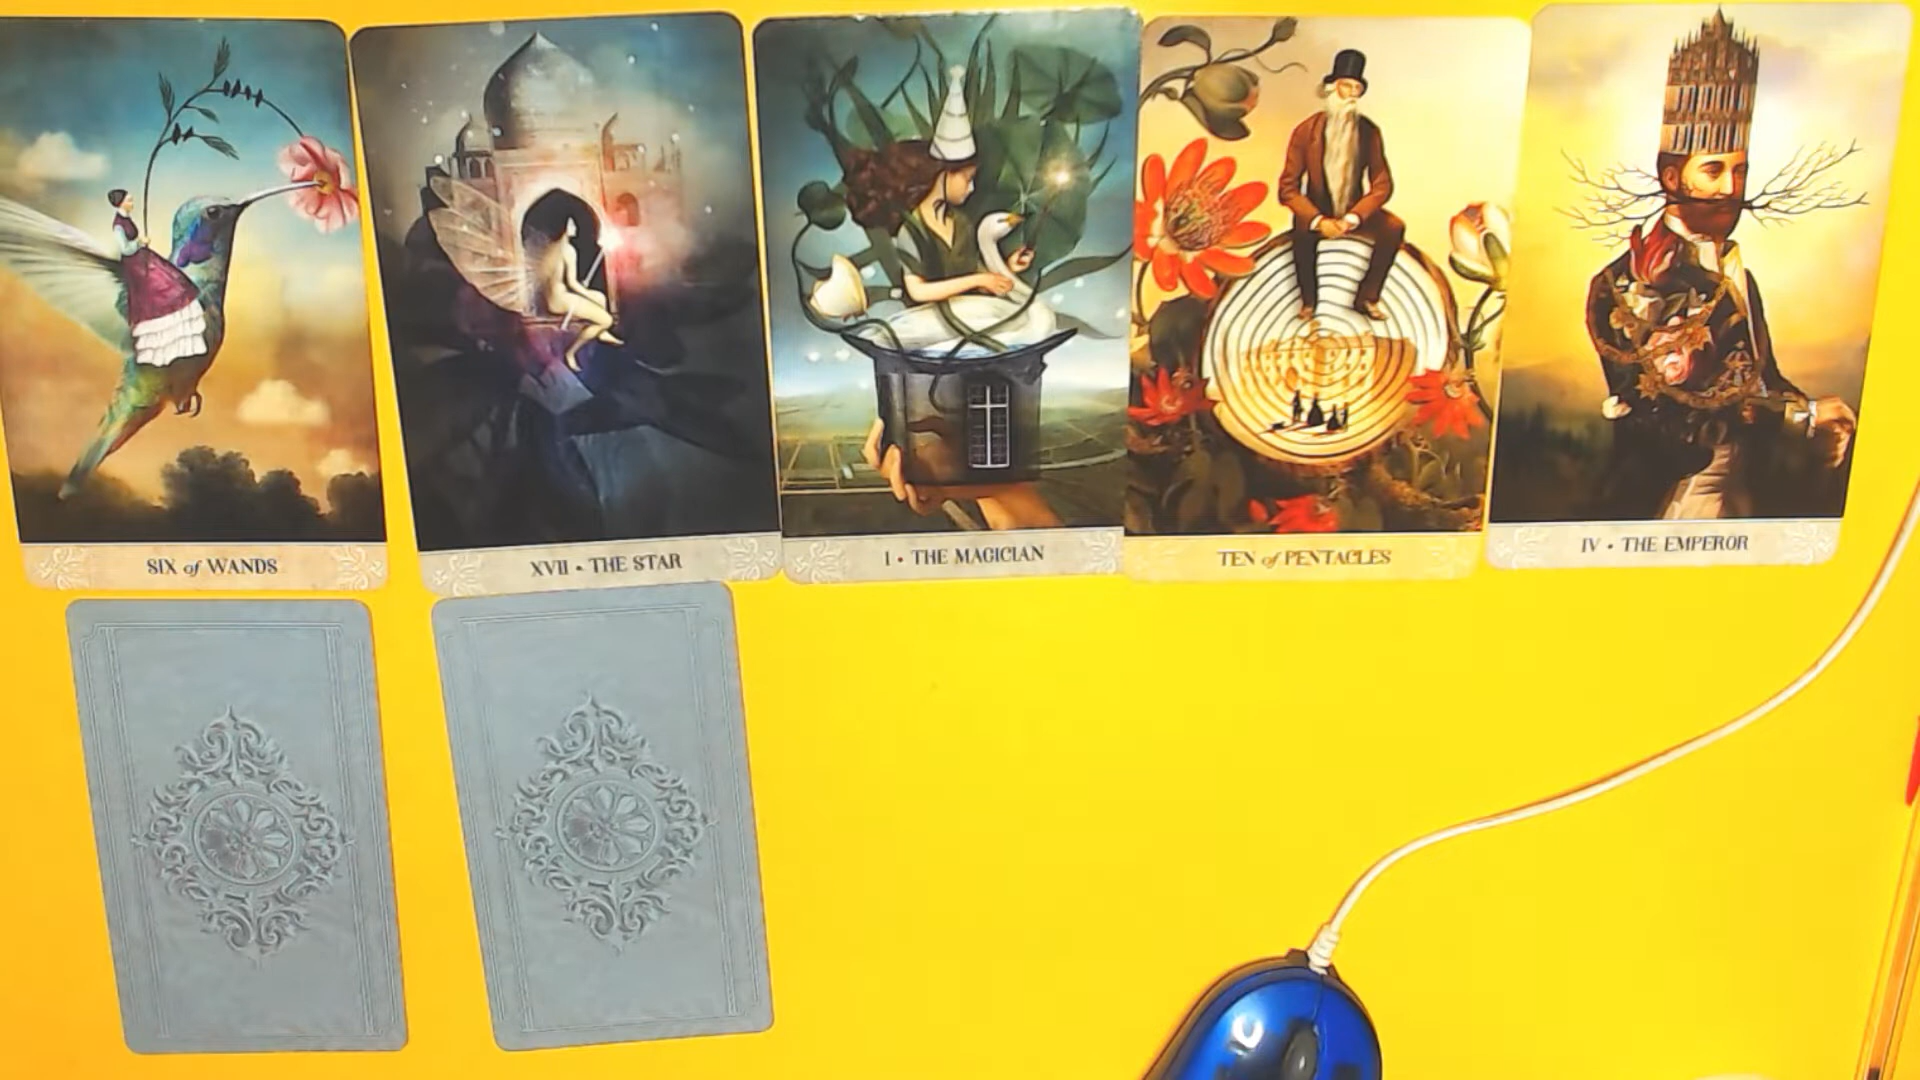 SIX of WANDS
XVII • THE STAR
I • THE MAGICIAN
TEN of PENTACLES
IV • THE EMPEROR